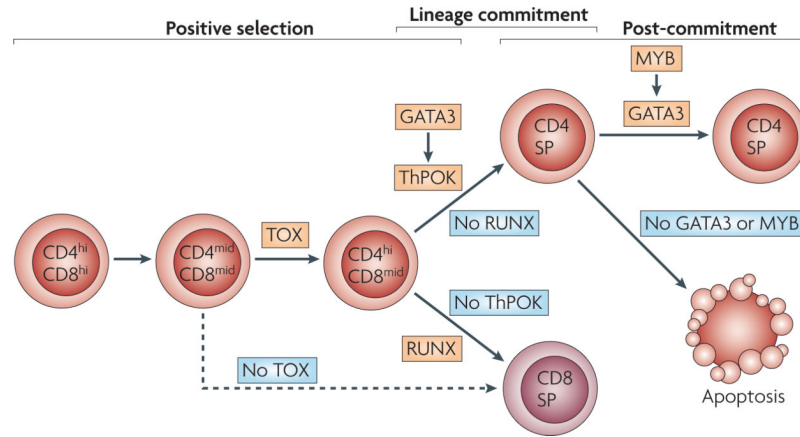 Lineage commitment
Positive selection
Post-commitment
MYB
GATA3
GATA3
CD4
SP
CD4
SP
ThPOK
No RUNX
No GATA3 or MYB
TOX
CD4hi
CD8hi
CD4mid
CD8mid
CD4hi
CD8mid
No ThPOK
RUNX
No TOX
CD8
SP
Apoptosis